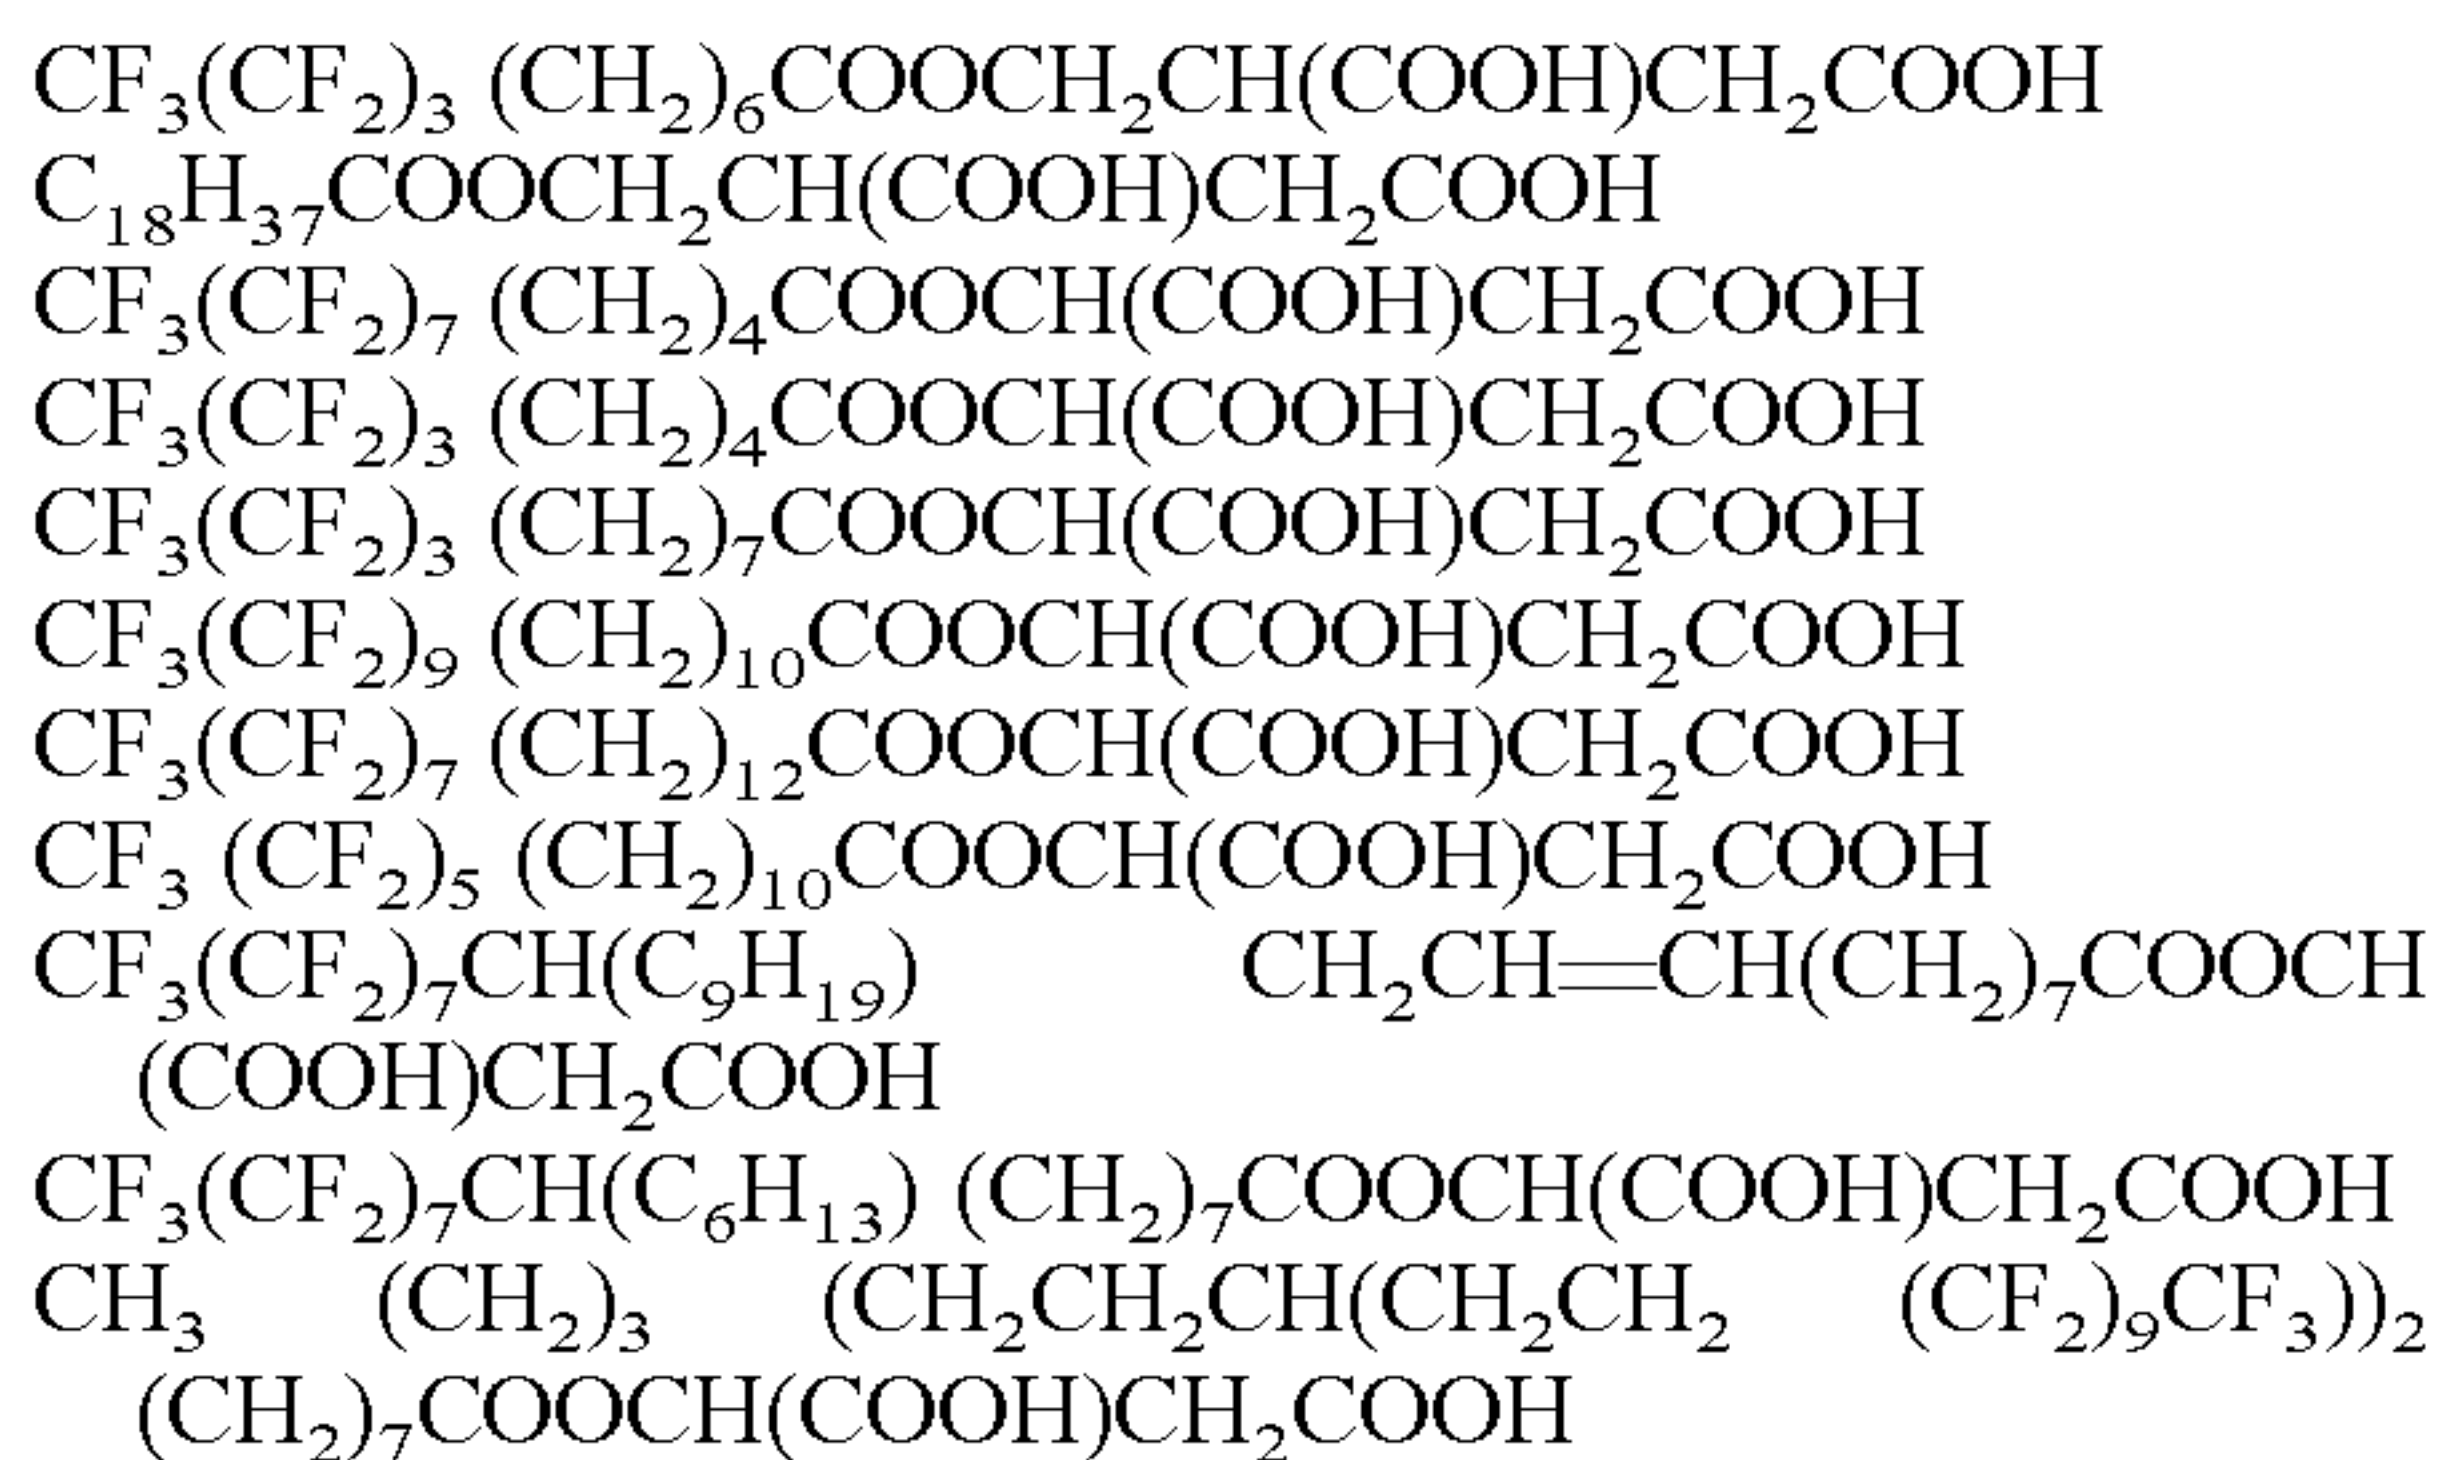 CF₃(CF₂)₃ (CH₂)₆COOCH₂CH(COOH)CH₂COOH
C₁₈H₃₇COOCH₂CH(COOH)CH₂COOH
CF₃(CF₂)₇ (CH₂)₄COOCH(COOH)CH₂COOH
CF₃(CF₂)₃ (CH₂)₄COOCH(COOH)CH₂COOH
CF₃(CF₂)₃ (CH₂)₇COOCH(COOH)CH₂COOH
CF₃(CF₂)₉ (CH₂)₁₀COOCH(COOH)CH₂COOH
CF₃(CF₂)₇ (CH₂)₁₂COOCH(COOH)CH₂COOH
CF₃ (CF₂)₅ (CH₂)₁₀COOCH(COOH)CH₂COOH
CF₃(CF₂)₇CH(C₉H₁₉) CH₂CH═CH(CH₂)₇COOCH
(COOH)CH₂COOH
CF₃(CF₂)₇CH(C₆H₁₃) (CH₂)₇COOCH(COOH)CH₂COOH
CH₃ (CH₂)₃ (CH₂CH₂CH(CH₂CH₂ (CF₂)₉CF₃))₂
(CH₂)₇COOCH(COOH)CH₂COOH